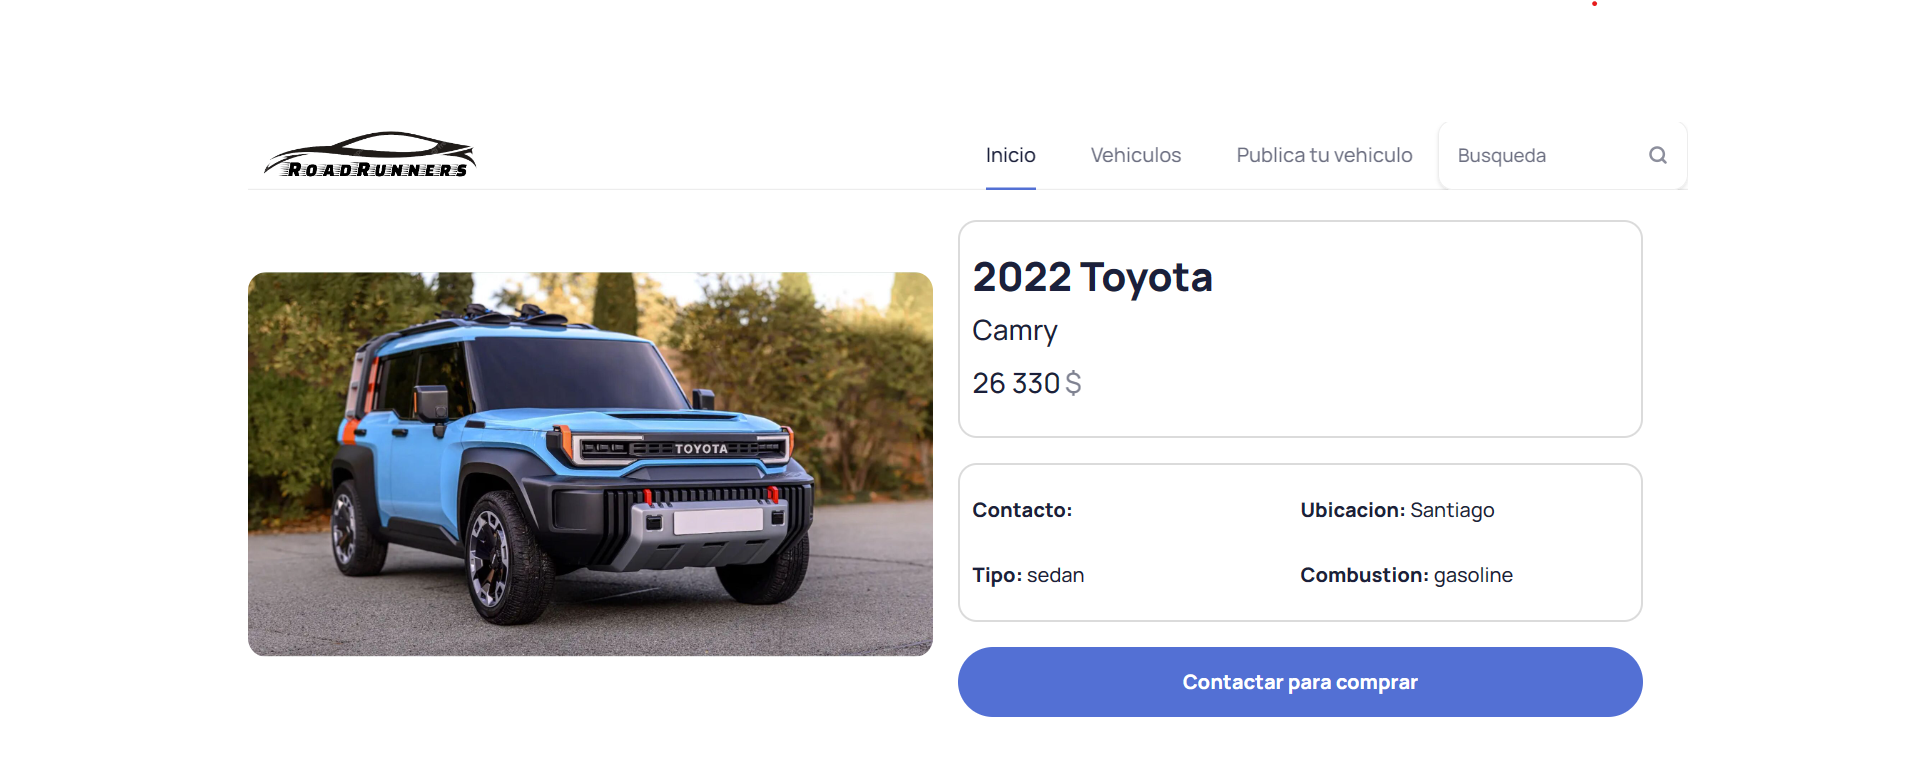 ROADRUNNERS
Inicio
Vehiculos
Publica tu vehiculo
Busqueda
2022 Toyota
Camry
26 330 $
TOYOTA
Contacto:
Ubicacion: Santiago
Tipo: sedan
Combustion: gasoline
Contactar para comprar